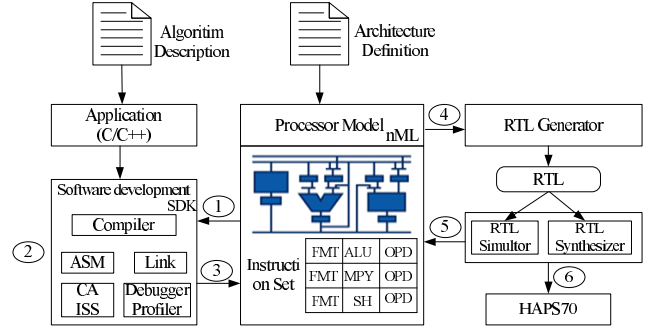 Algoritim
Description
Architecture
Definition
Application
(C/C++)
Processor Model
nML
4
RTL Generator
Software development
SDK
Compiler
ASM
Link
CA
ISS
Debugger
Profiler
2
1
3
Instructi
on Set
FMT ALU OPD
FMT MPY OPD
FMT SH OPD
RTL
5
RTL
Simultor
RTL
Synthesizer
6
HAPS70